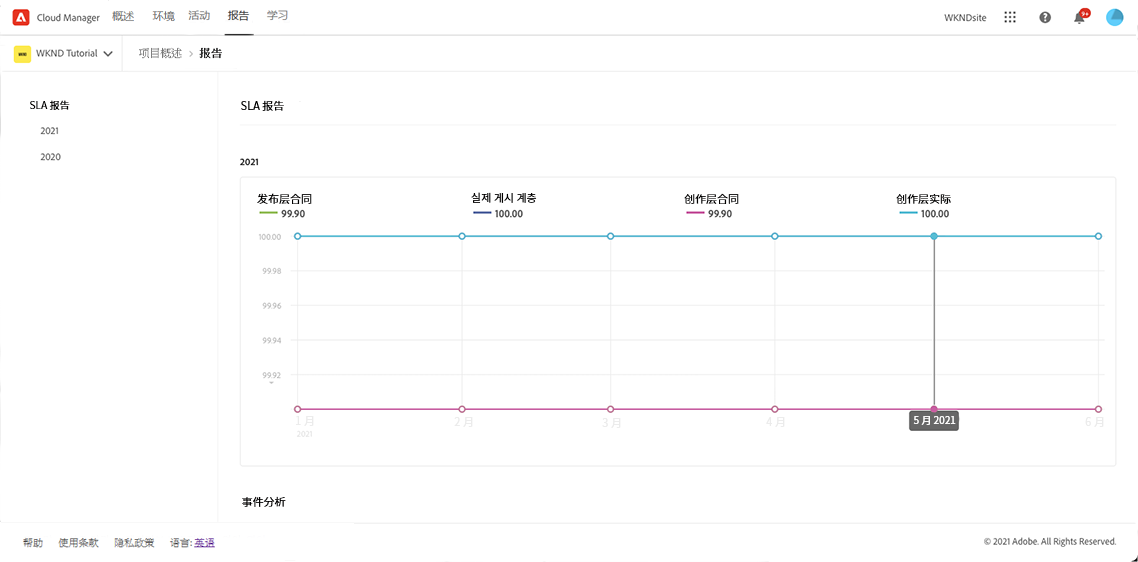 Cloud Manager 概述 环境 活动 报告 学习 WKNDsite 9+
WKND Tutorial 项目概述 > 报告
SLA 报告
2021
2020
SLA 报告
2021
发布层合同 실제 게시 계층 创作层合同 创作层实际
99.90 100.00 99.90 100.00
100.00
99.98
99.96
99.94
99.92
1 月 2 月 3 月 4 月 5 月 2021 6 月
2021
事件分析
帮助 使用条款 隐私政策 语言: 英语 © 2021 Adobe. All Rights Reserved.